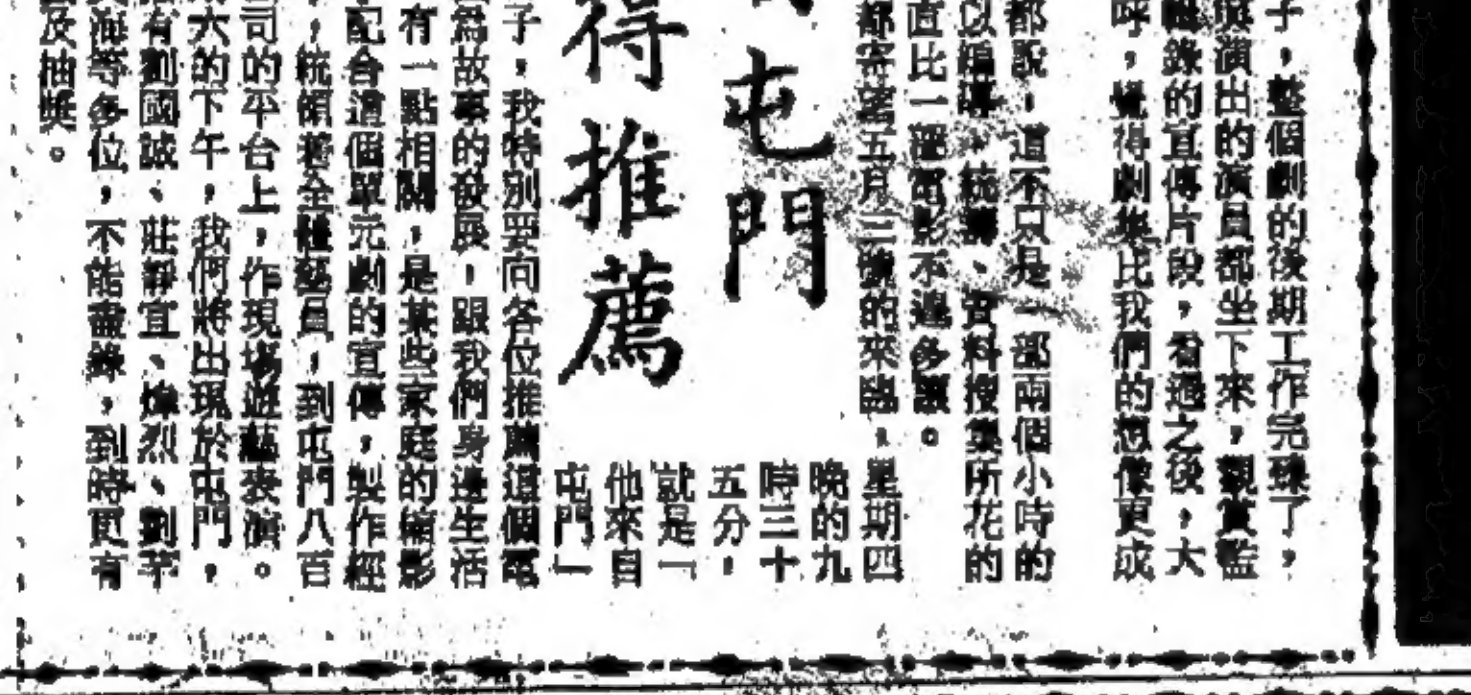 子，整個劇的後期工作完竣了，
演出的演員都坐下來，觀賞監
錄的宣傳片段，看過之後，大
呼，覺得劇集比我們的想像更成
都說，這不只是一部兩個小時的
以編導、資料搜集所花的
直比一部電影不遑多讓。
都寄望五月三號的來臨，星期四
晚的九
時三十
五分，
就是「
他來自
屯門」
屯門
得推薦
子，我特別要向各位推薦這個電
為故事的發展，跟我們身邊生活
有一點相關，是某些家庭的縮影
配合這個單元劇的宣傳，製作經
，統領着全體藝員，到屯門八百
司的平台上，作現場遊藝表演。
六的下午，我們將出現於屯門，
有劉國誠、莊靜宜、烈、劉
海等多位，不能盡錄，到時更有
及抽獎。